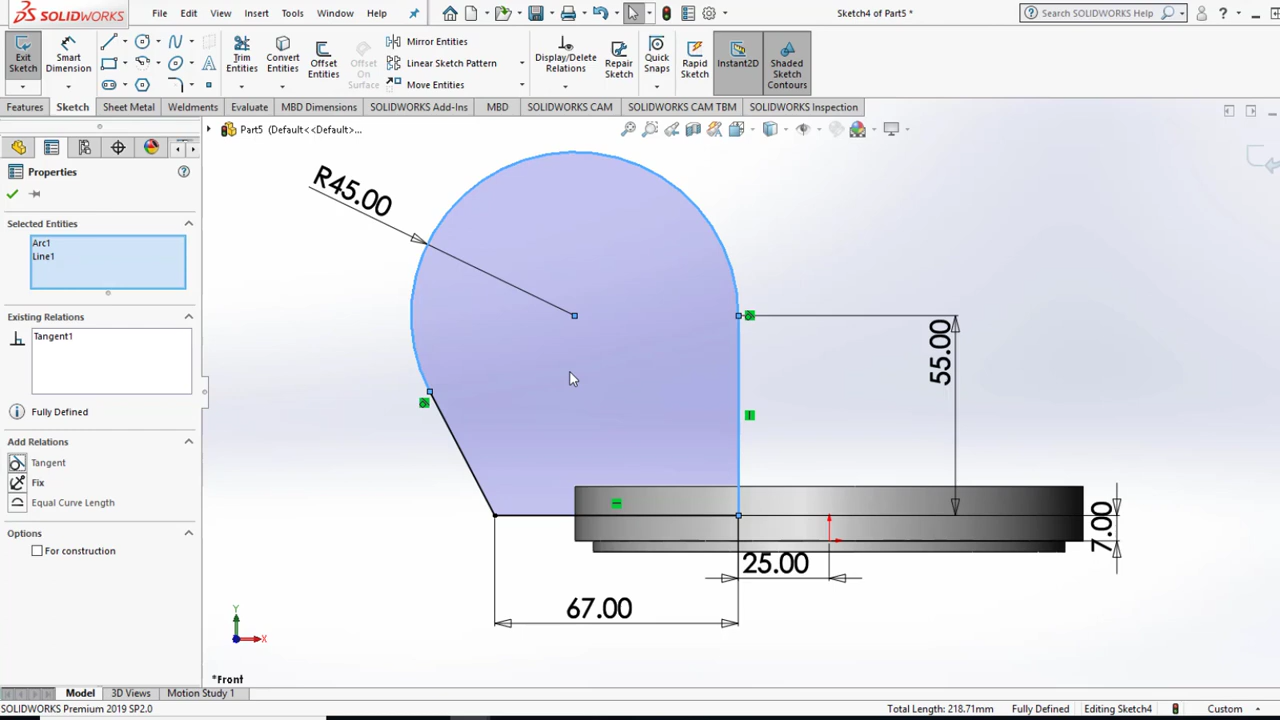 SOLIDWORKS File Edit View Insert Tools Window Help Sketch4 of Part5 * Search SOLIDWORKS Help
Exit Sketch Smart Dimension Trim Entities Convert Entities Offset Entities Offset On Surface Mirror Entities Linear Sketch Pattern Move Entities Display/Delete Relations Repair Sketch Quick Snaps Rapid Sketch Instant2D Shaded Sketch Contours
Features Sketch Sheet Metal Weldments Evaluate MBD Dimensions SOLIDWORKS Add-Ins MBD SOLIDWORKS CAM SOLIDWORKS CAM TBM SOLIDWORKS Inspection
Part5 (Default<<Default>...
Properties
Selected Entities
Arc1
Line1
Existing Relations
Tangent1
Fully Defined
Add Relations
Tangent
Fix
Equal Curve Length
Options
For construction
R45.00
55.00
7.00
25.00
67.00
Y
X
*Front
Model 3D Views Motion Study 1
SOLIDWORKS Premium 2019 SP2.0 Total Length: 218.71mm Fully Defined Editing Sketch4 Custom